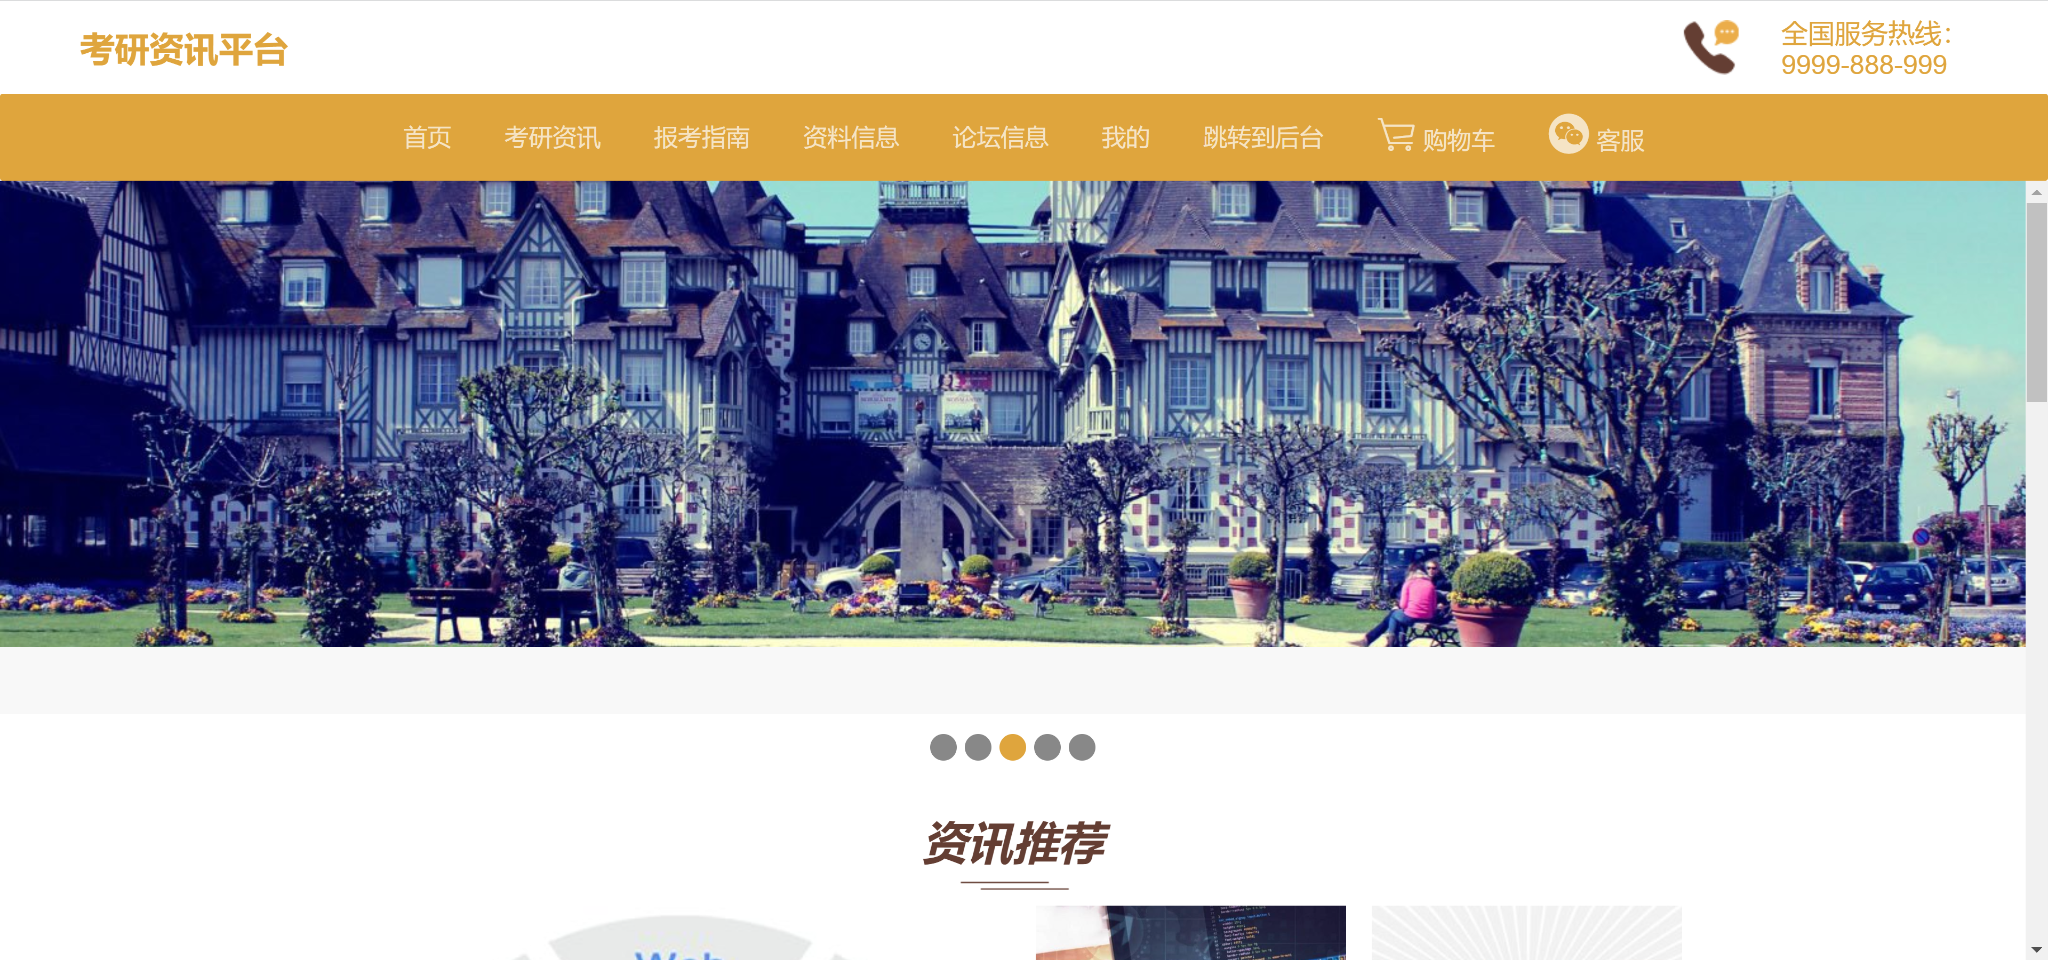 考研资讯平台
全国服务热线：
9999-888-999
首页
考研资讯
报考指南
资料信息
论坛信息
我的
跳转到后台
购物车
客服
资讯推荐
Web